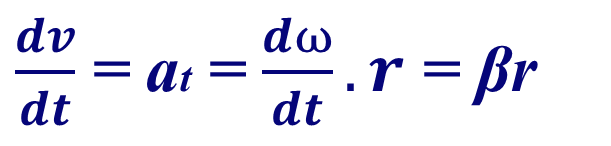 dv/dt = aₜ = dω/dt . r = βr